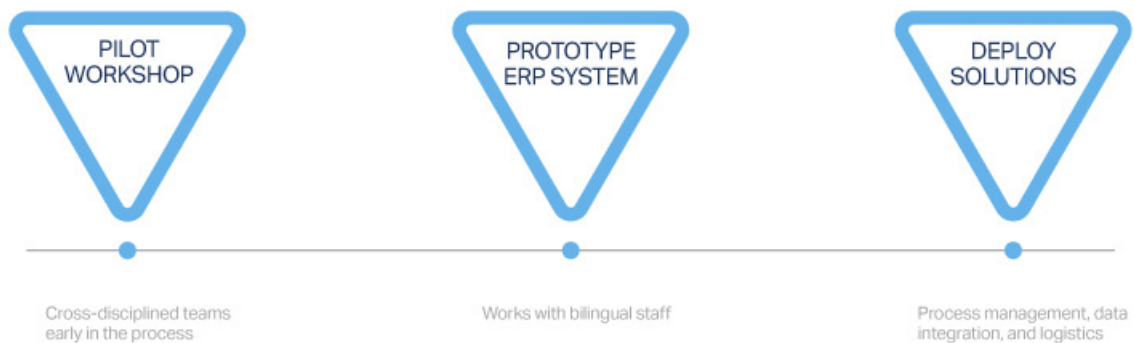 PILOT
WORKSHOP
PROTOTYPE
ERP SYSTEM
DEPLOY
SOLUTIONS
Cross-disciplined teams
early in the process
Works with bilingual staff
Process management, data
integration, and logistics